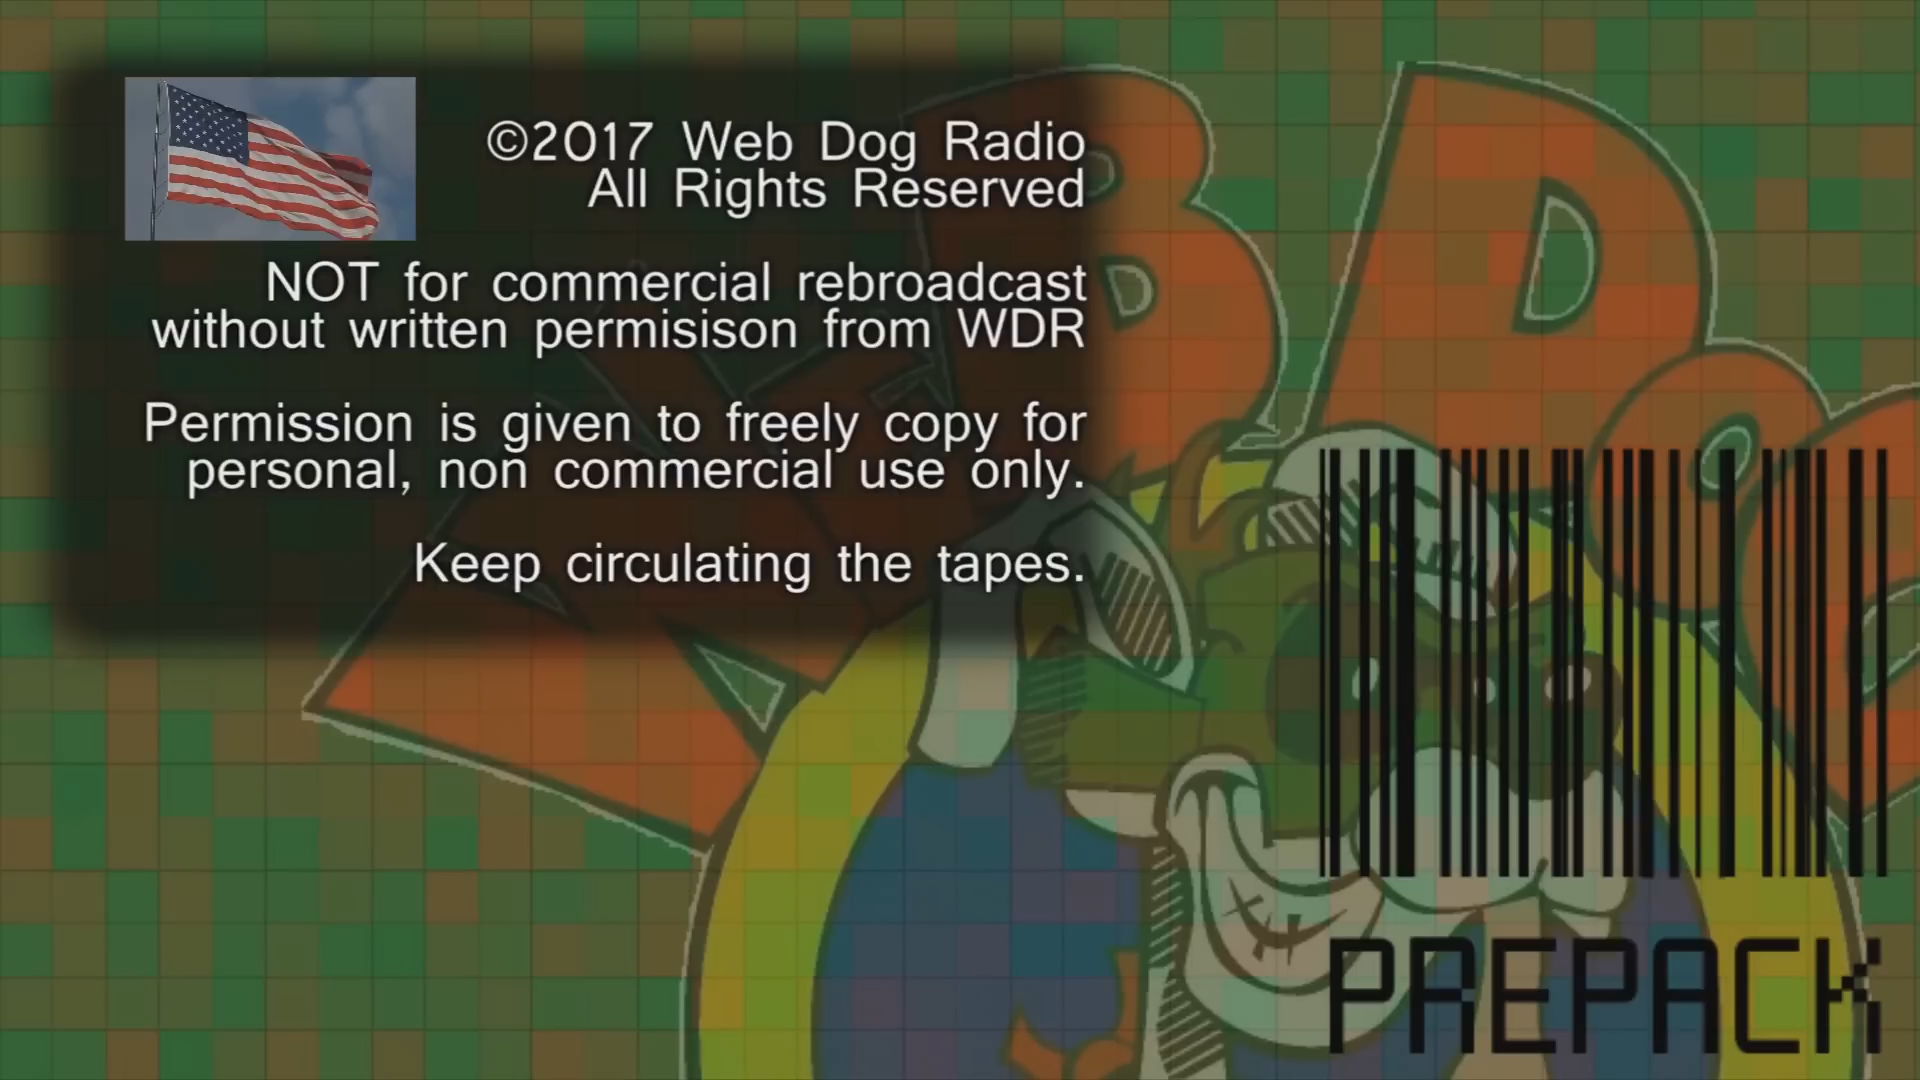 ©2017 Web Dog Radio
All Rights Reserved
NOT for commercial rebroadcast
without written permisison from WDR
Permission is given to freely copy for
personal, non commercial use only.
Keep circulating the tapes.
PREPACK